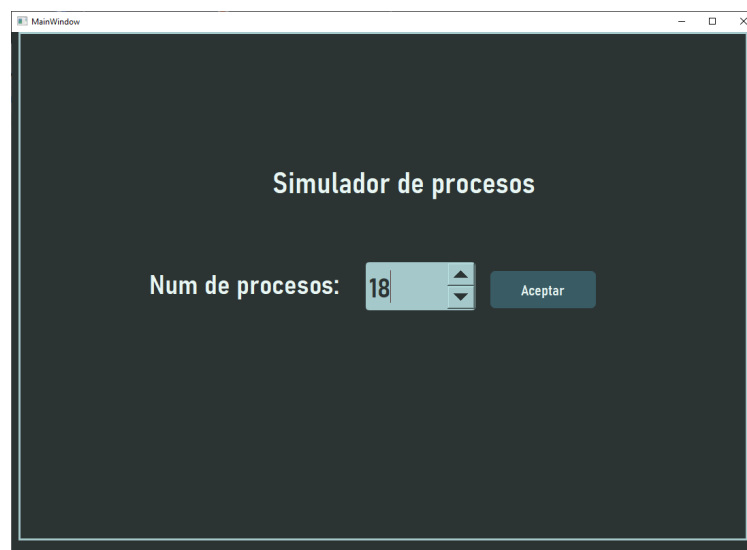 MainWindow
Simulador de procesos
Num de procesos: 18 Aceptar